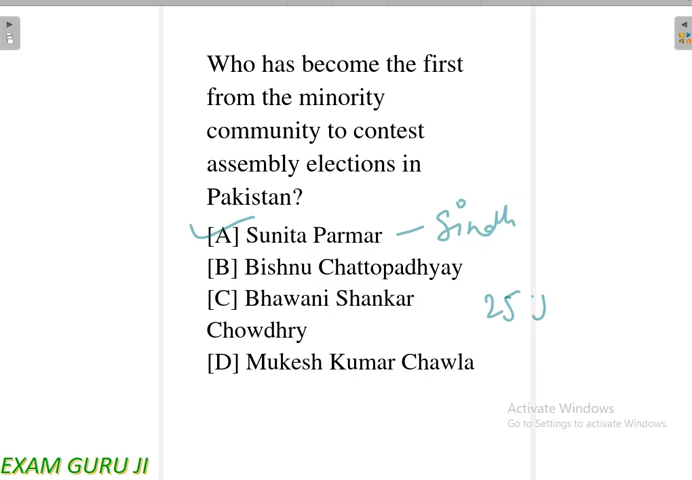 Who has become the first
from the minority
community to contest
assembly elections in
Pakistan?
[A] Sunita Parmar — Sindh
[B] Bishnu Chattopadhyay
[C] Bhawani Shankar
25 J
Chowdhry
[D] Mukesh Kumar Chawla
Activate Windows
Go to Settings to activate Windows.
EXAM GURU JI